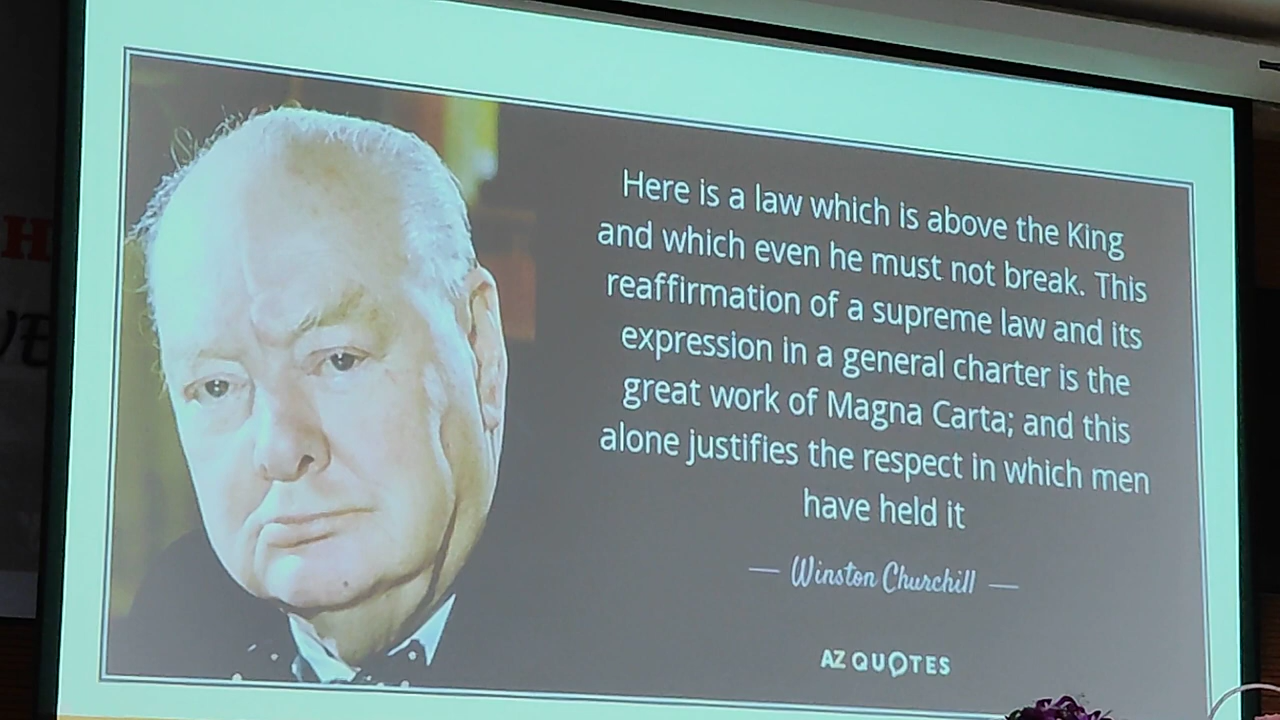 Here is a law which is above the King
and which even he must not break. This
reaffirmation of a supreme law and its
expression in a general charter is the
great work of Magna Carta; and this
alone justifies the respect in which men
have held it
— Winston Churchill —
AZ QUOTES
H
VE